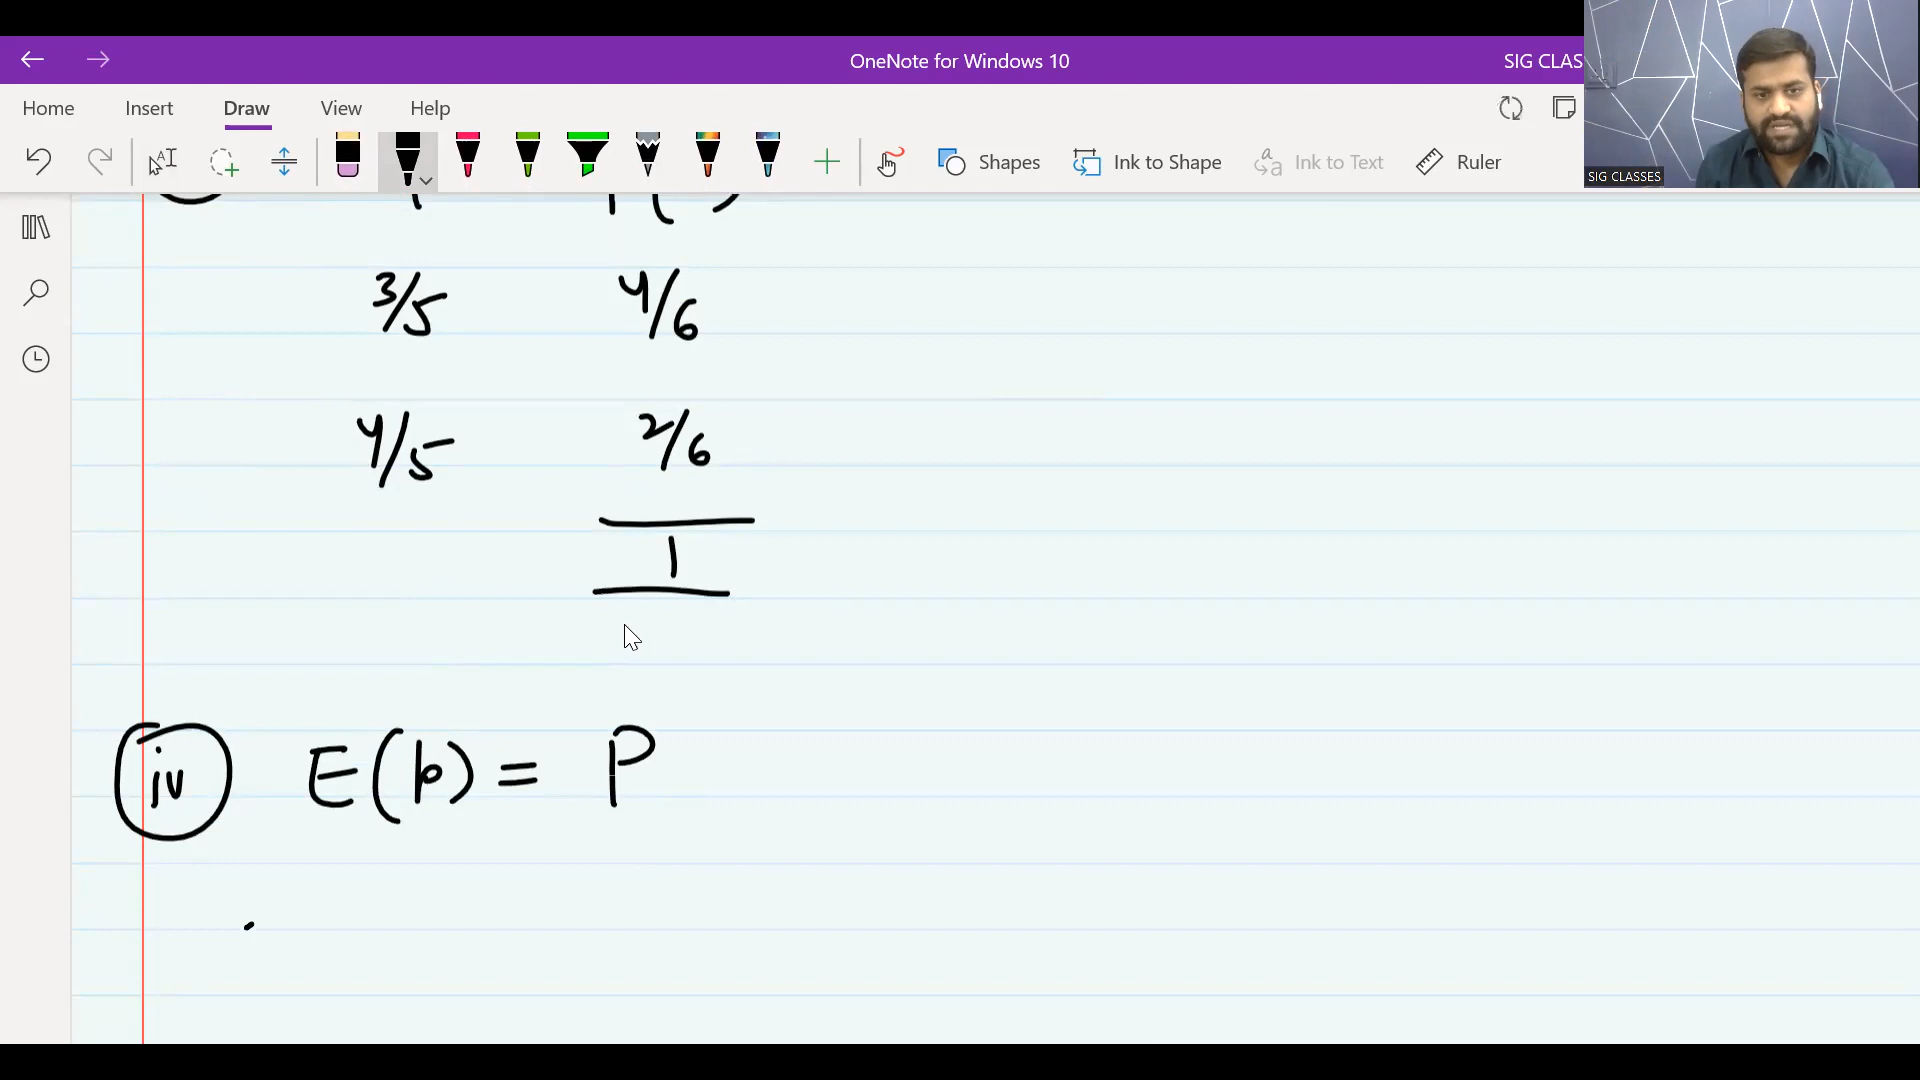 OneNote for Windows 10 SIG CLAS
Home Insert Draw View Help
Shapes Ink to Shape Ink to Text Ruler
SIG CLASSES
3/5 4/6
4/5 2/6
1
iv E(p) = P